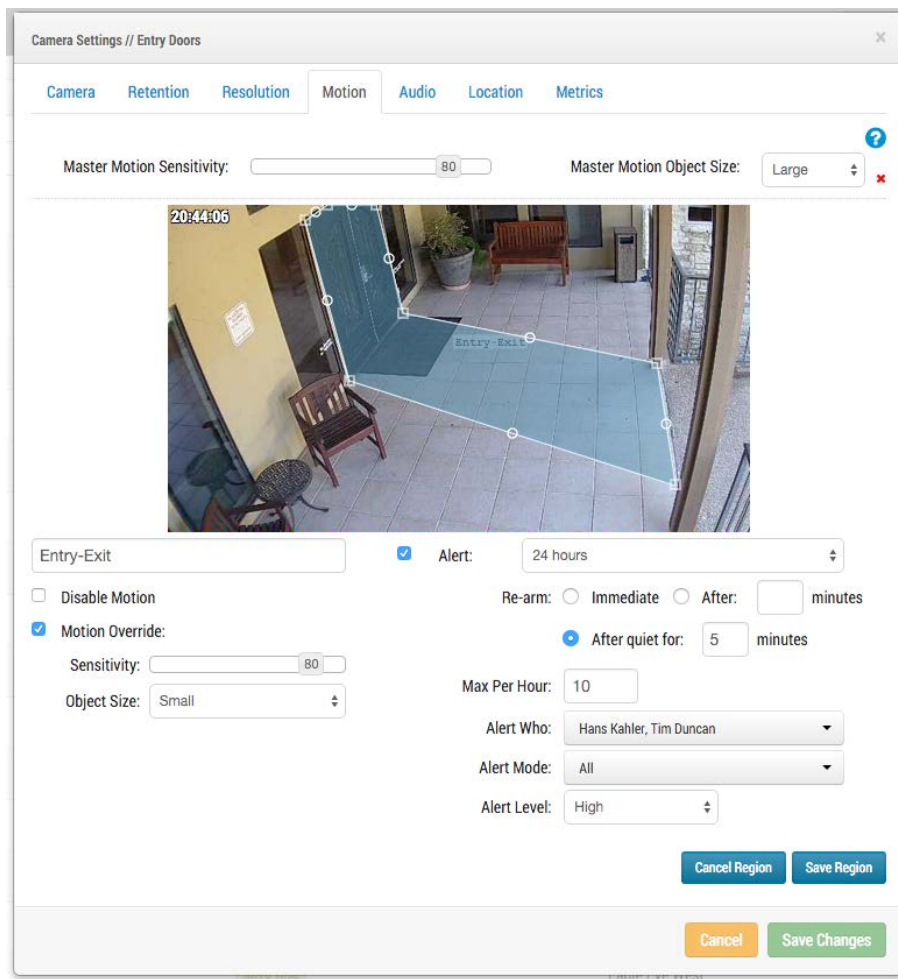 Camera Settings // Entry Doors ×
Camera Retention Resolution Motion Audio Location Metrics
?
Master Motion Sensitivity: 80 Master Motion Object Size: Large
20:44:06
Entry-Exit
Entry-Exit Alert: 24 hours
Disable Motion Re-arm: Immediate After: minutes
Motion Override: After quiet for: 5 minutes
Sensitivity: 80
Object Size: Small Max Per Hour: 10
Alert Who: Hans Kahler, Tim Duncan
Alert Mode: All
Alert Level: High
Cancel Region Save Region
Cancel Save Changes